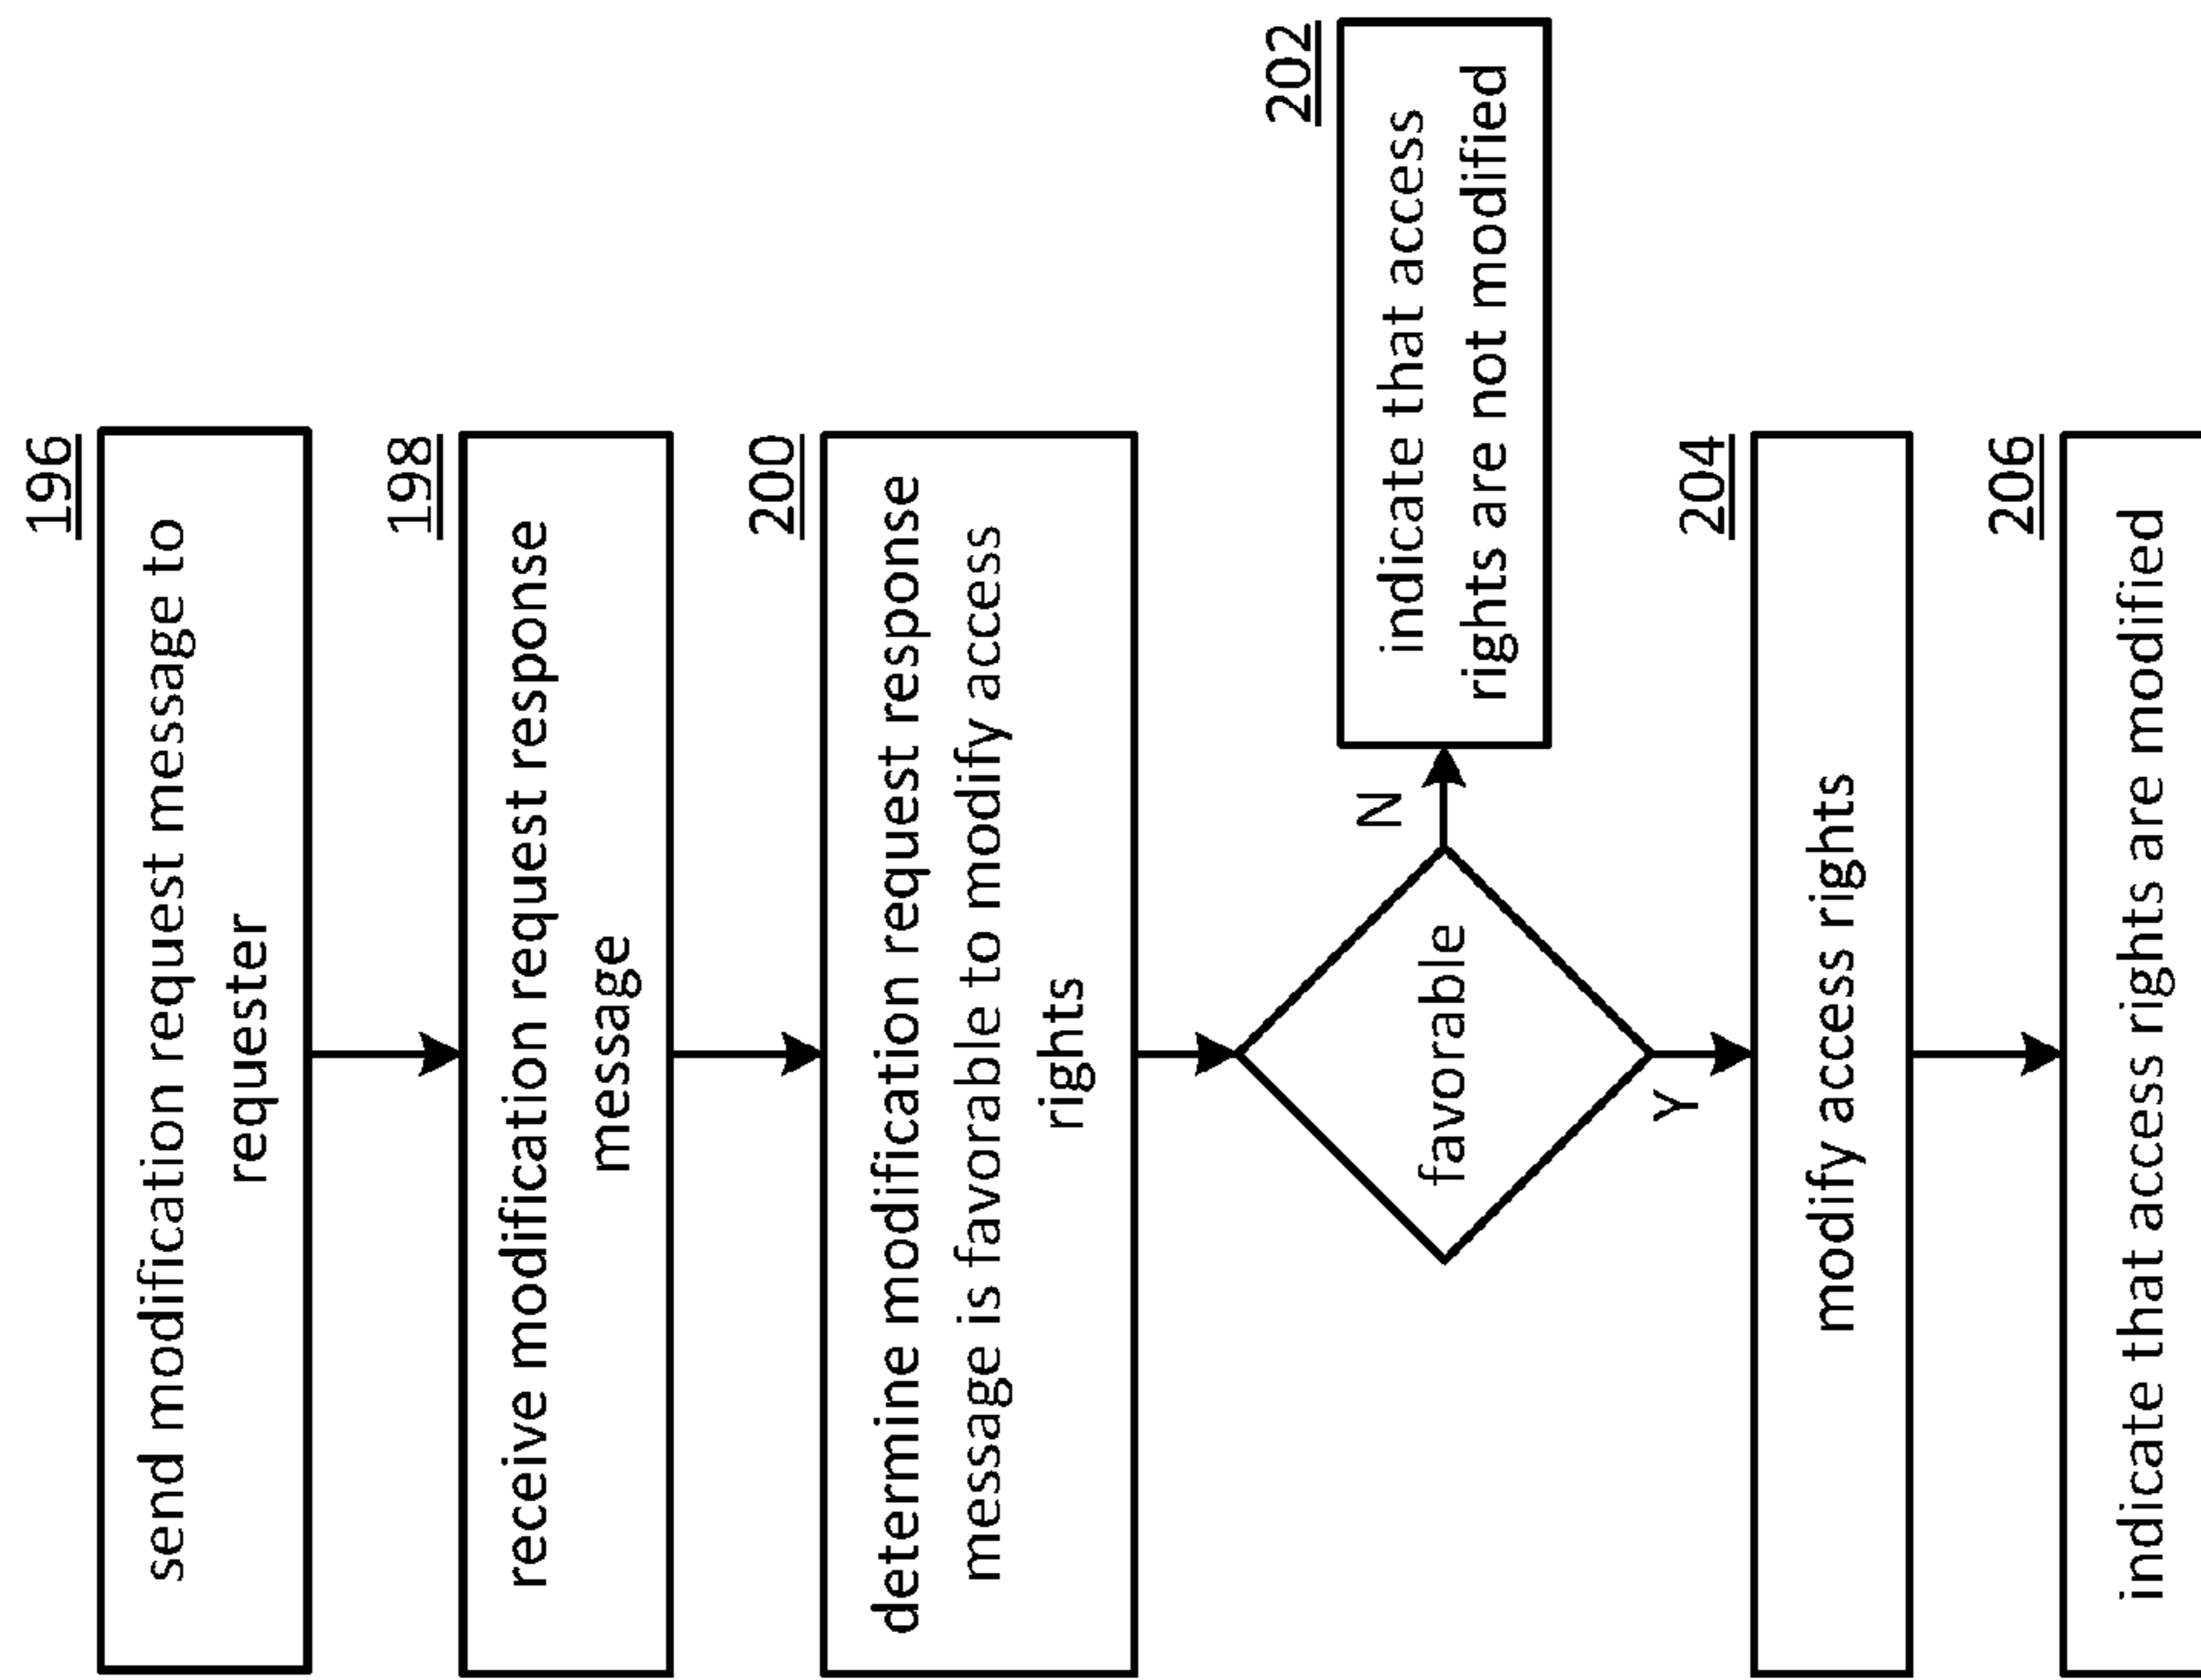 196
send modification request message to
requester
198
receive modification request response
message
200
determine modification request response
message is favorable to modify access
rights
favorable
N
202
indicate that access
rights are not modified
Y
204
modify access rights
206
indicate that access rights are modified